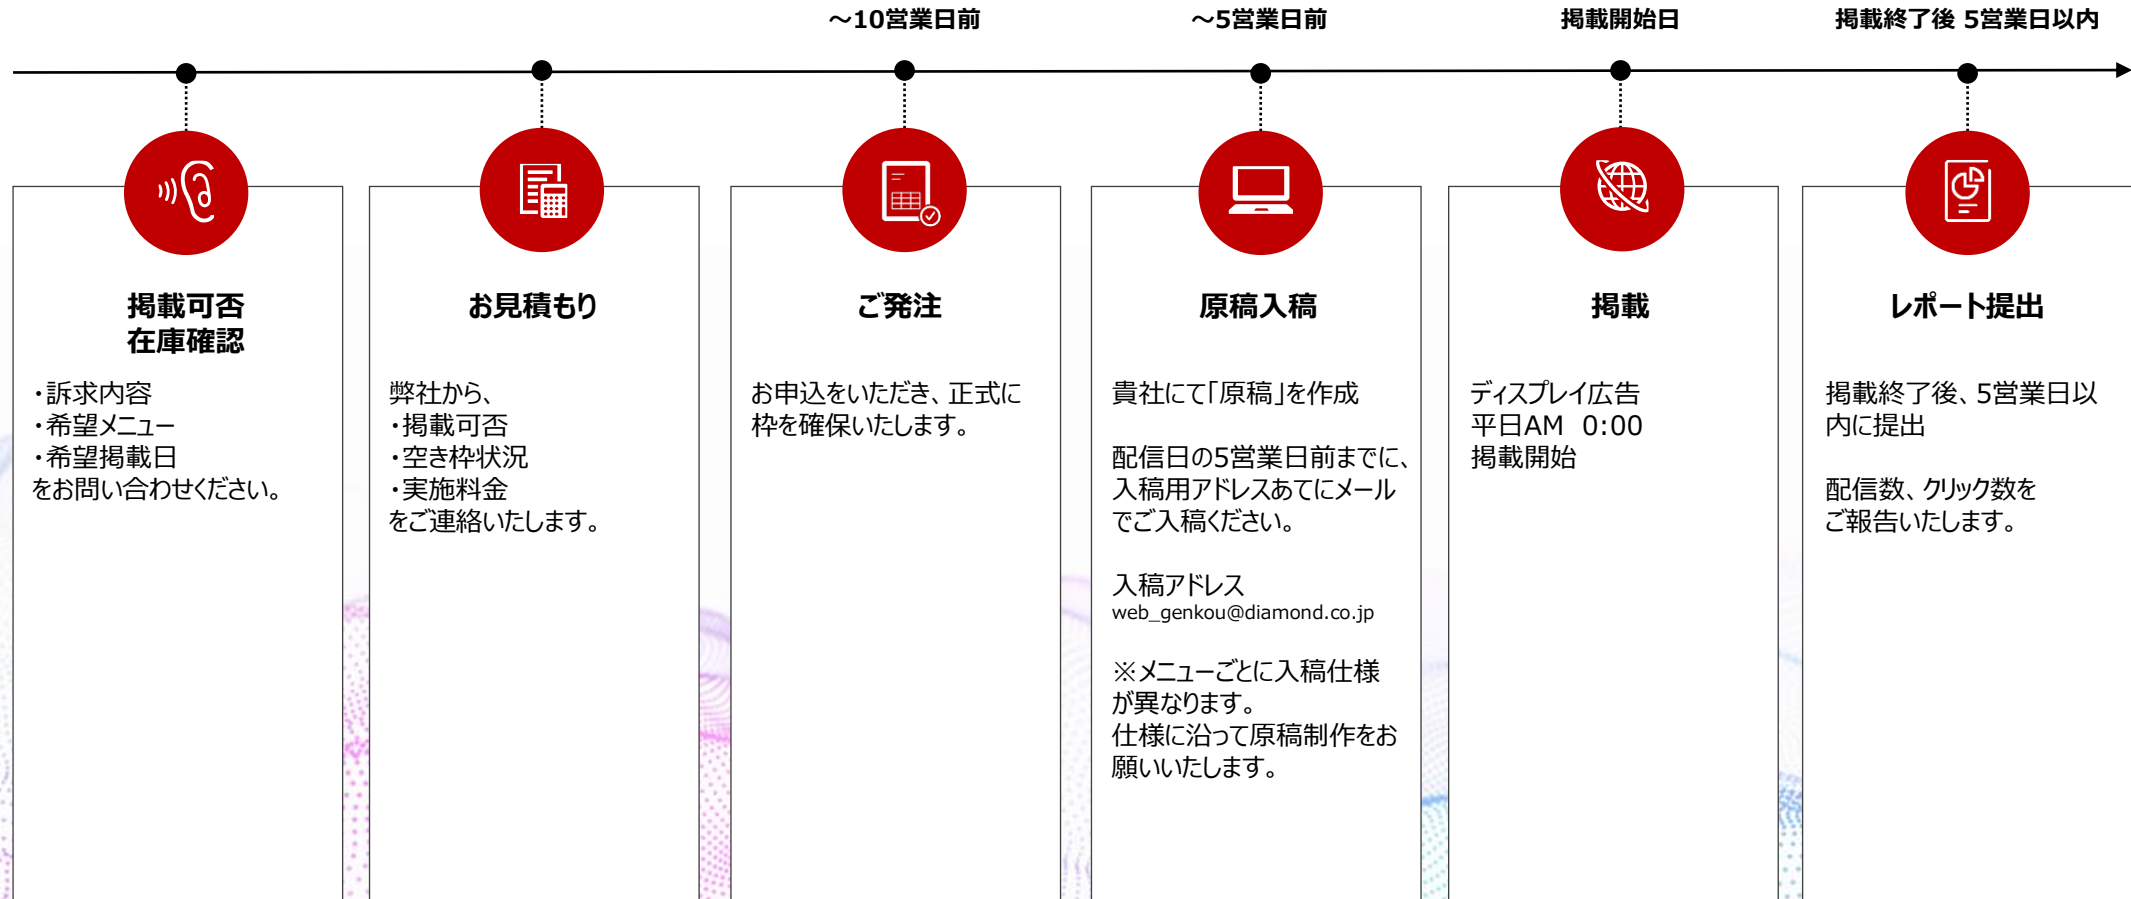 ～10営業日前
～5営業日前
掲載開始日
掲載終了後 5営業日以内
掲載可否
在庫確認
・訴求内容
・希望メニュー
・希望掲載日
をお問い合わせください。
お見積もり
弊社から、
・掲載可否
・空き枠状況
・実施料金
をご連絡いたします。
ご発注
お申込をいただき、正式に
枠を確保いたします。
原稿入稿
貴社にて「原稿」を作成
配信日の5営業日前までに、
入稿用アドレスあてにメール
でご入稿ください。
入稿アドレス
web_genkou@diamond.co.jp
※メニューごとに入稿仕様
が異なります。
仕様に沿って原稿制作をお
願いいたします。
掲載
ディスプレイ広告
平日AM 0:00
掲載開始
レポート提出
掲載終了後、5営業日以
内に提出
配信数、クリック数を
ご報告いたします。